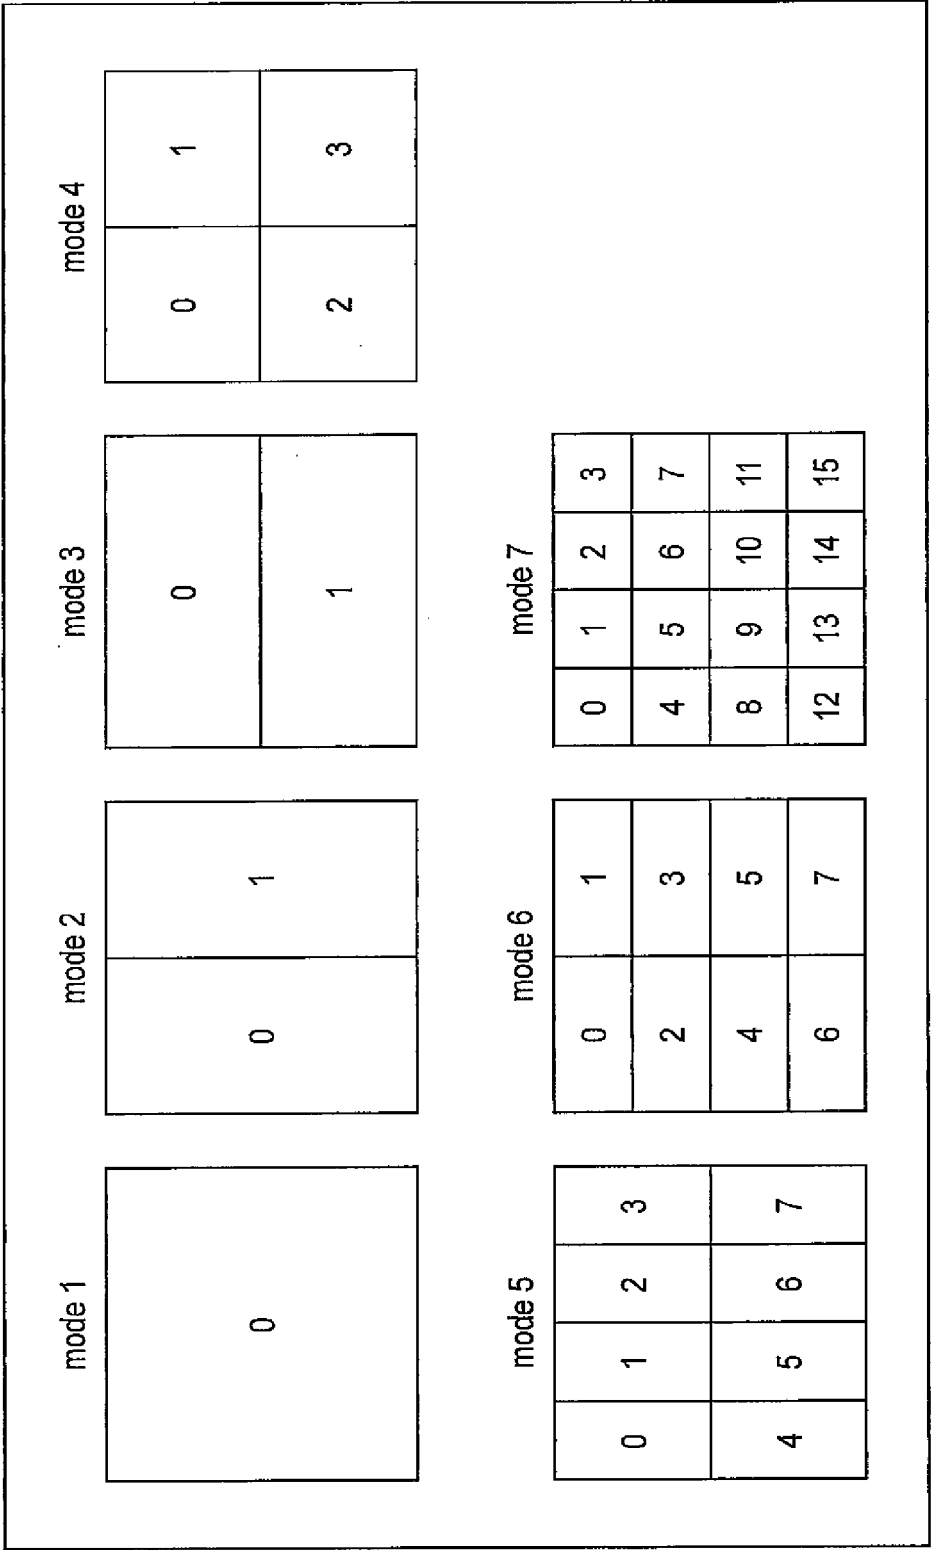 mode 1
0
mode 2
0 1
mode 3
0
1
mode 4
0 1
2 3
mode 5
0 1 2 3
4 5 6 7
mode 6
0 1
2 3
4 5
6 7
mode 7
0 1 2 3
4 5 6 7
8 9 10 11
12 13 14 15